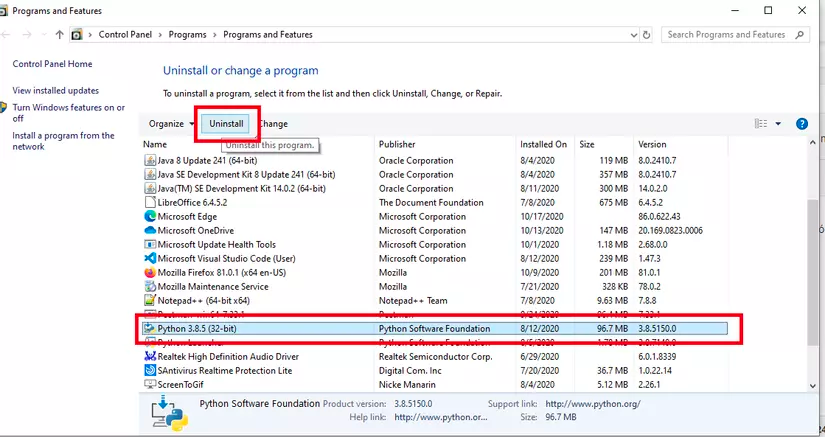 Programs and Features
Control Panel > Programs > Programs and Features
Search Programs and Features
Control Panel Home
View installed updates
Turn Windows features on or
off
Install a program from the
network
Uninstall or change a program
To uninstall a program, select it from the list and then click Uninstall, Change, or Repair.
Organize Uninstall Change
Uninstall this program.
Name Publisher Installed On Size Version
Java 8 Update 241 (64-bit) Oracle Corporation 8/4/2020 119 MB 8.0.2410.7
Java SE Development Kit 8 Update 241 (64-bit) Oracle Corporation 8/4/2020 357 MB 8.0.2410.7
Java(TM) SE Development Kit 14.0.2 (64-bit) Oracle Corporation 8/11/2020 300 MB 14.0.2.0
LibreOffice 6.4.5.2 The Document Foundation 7/8/2020 675 MB 6.4.5.2
Microsoft Edge Microsoft Corporation 10/17/2020 86.0.622.43
Microsoft OneDrive Microsoft Corporation 10/13/2020 147 MB 20.169.0823.0006
Microsoft Update Health Tools Microsoft Corporation 10/1/2020 1.18 MB 2.68.0.0
Microsoft Visual Studio Code (User) Microsoft Corporation 8/12/2020 239 MB 1.47.3
Mozilla Firefox 81.0.1 (x64 en-US) Mozilla 10/9/2020 201 MB 81.0.1
Mozilla Maintenance Service Mozilla 7/21/2020 328 KB 78.0.2
Notepad++ (64-bit x64) Notepad++ Team 7/8/2020 9.63 MB 7.8.8
Python 3.8.5 (32-bit) Python Software Foundation 8/12/2020 96.7 MB 3.8.5150.0
Python Launcher Python Software Foundation 8/5/2020
Realtek High Definition Audio Driver Realtek Semiconductor Corp. 6/29/2020 6.0.1.8339
SAntivirus Realtime Protection Lite Digital Com. Inc 7/20/2020 36.7 MB 1.0.22.14
ScreenToGif Nicke Manarin 8/4/2020 5.12 MB 2.26.1
Python Software Foundation Product version: 3.8.5150.0 Support link: http://www.python.org/
Help link: http://www.python.or... Size: 96.7 MB